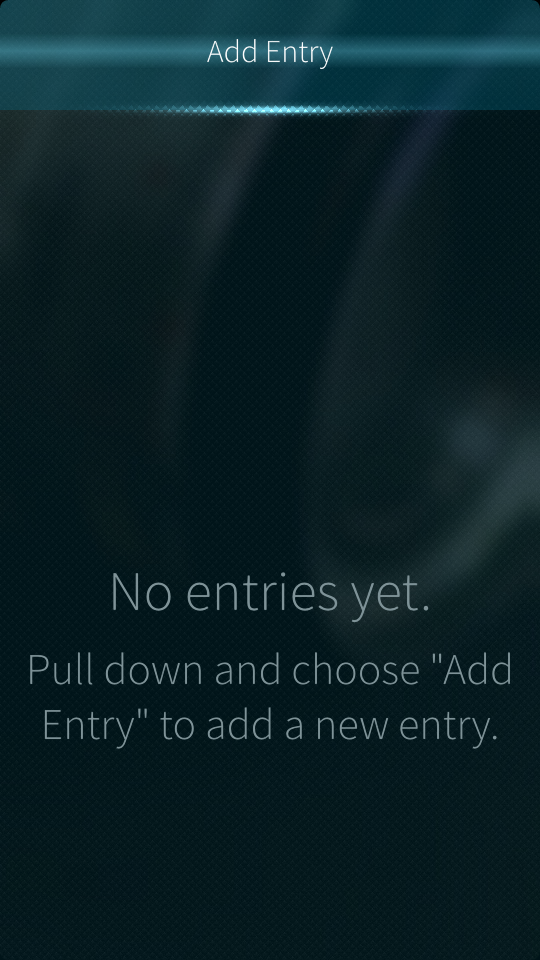 Add Entry
No entries yet.
Pull down and choose "Add
Entry" to add a new entry.